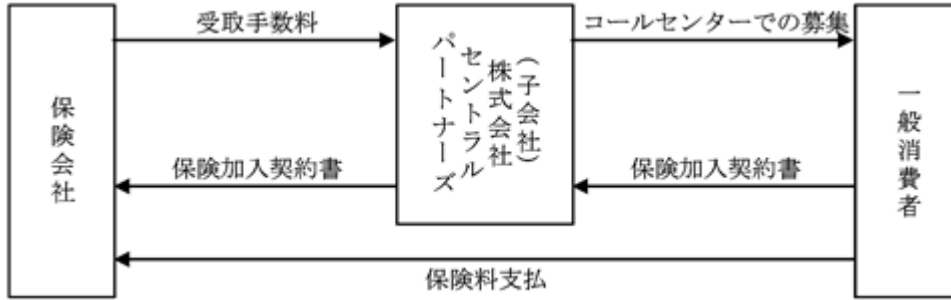 受取手数料
コールセンターでの募集
保険会社
(子会社)
株式会社
セントラル
パートナーズ
一般消費者
保険加入契約書
保険加入契約書
保険料支払